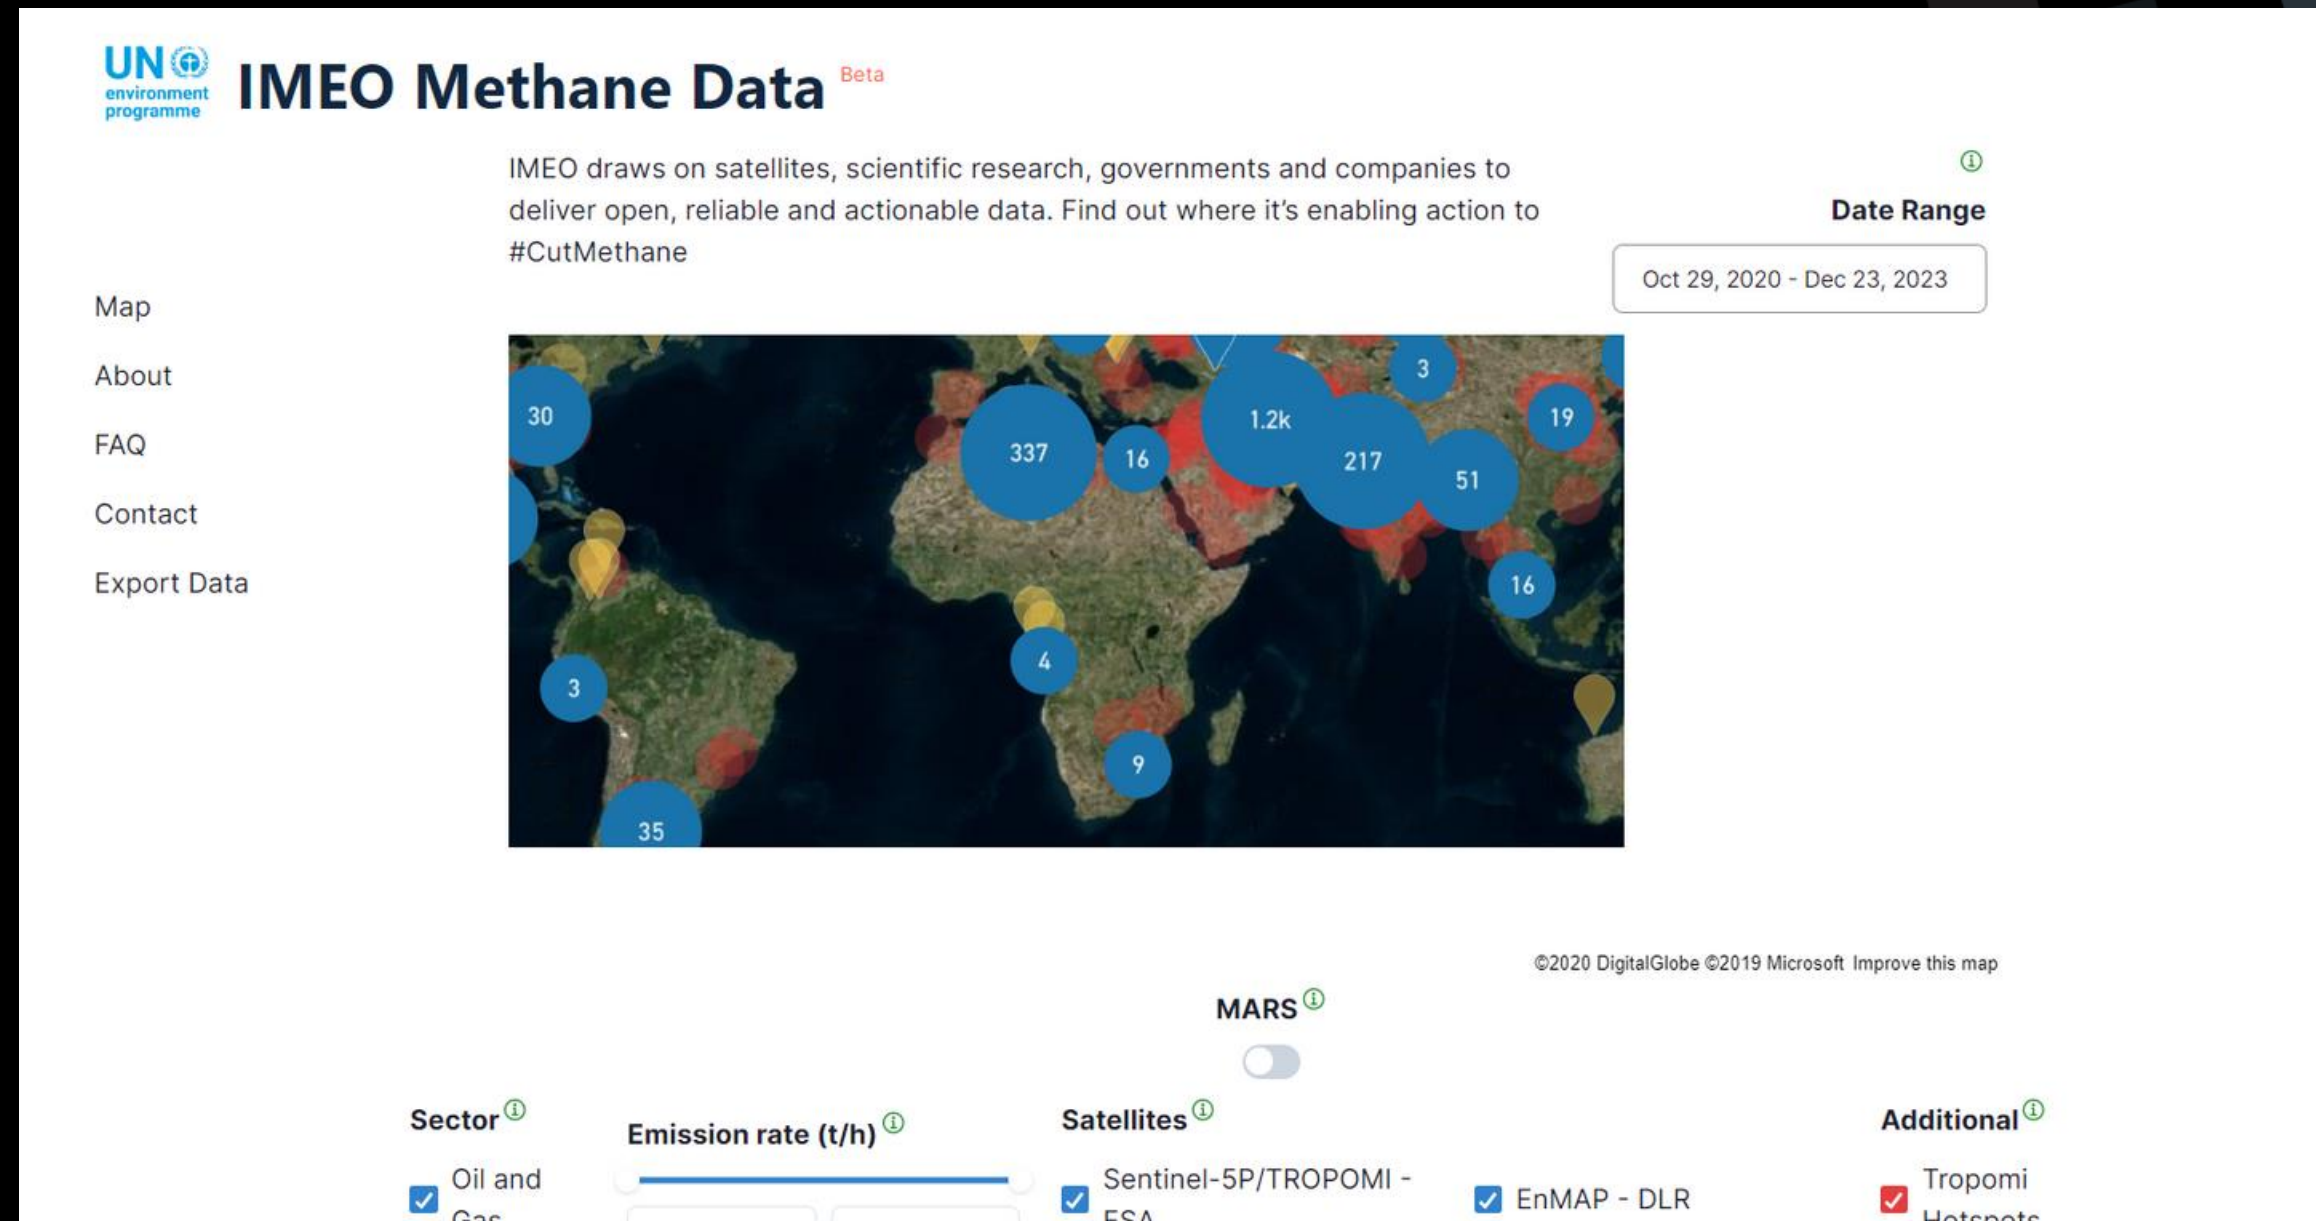 UN
environment
programme
IMEO Methane Data Beta
IMEO draws on satellites, scientific research, governments and companies to
deliver open, reliable and actionable data. Find out where it's enabling action to
#CutMethane
Date Range
Oct 29, 2020 - Dec 23, 2023
Map
About
FAQ
Contact
Export Data
30
337
16
1.2k
217
3
51
19
16
4
3
9
35
©2020 DigitalGlobe ©2019 Microsoft Improve this map
MARS
Sector
Emission rate (t/h)
Satellites
Additional
Oil and
Gas
Sentinel-5P/TROPOMI -
ESA
EnMAP - DLR
Tropomi
Hotspots